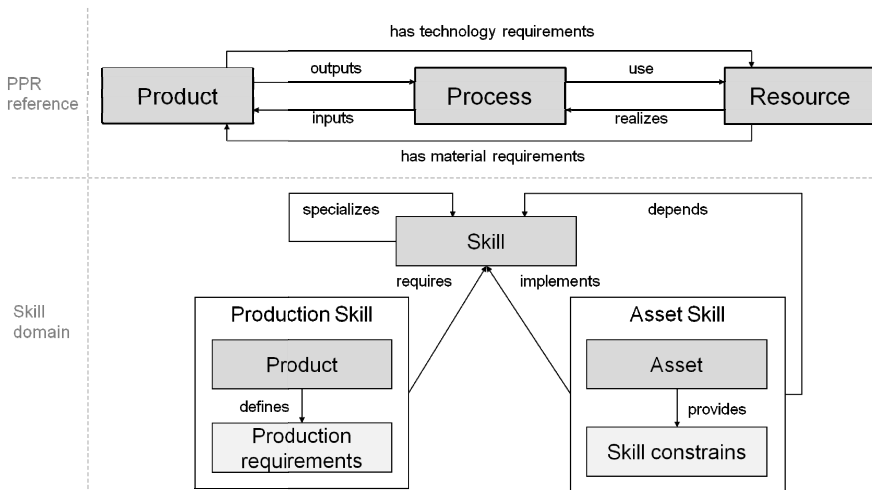 has technology requirements
PPR
reference
Product
outputs
inputs
Process
use
realizes
Resource
has material requirements
Skill
domain
specializes
depends
Skill
requires
implements
Production Skill
Product
defines
Production
requirements
Asset Skill
Asset
provides
Skill constrains